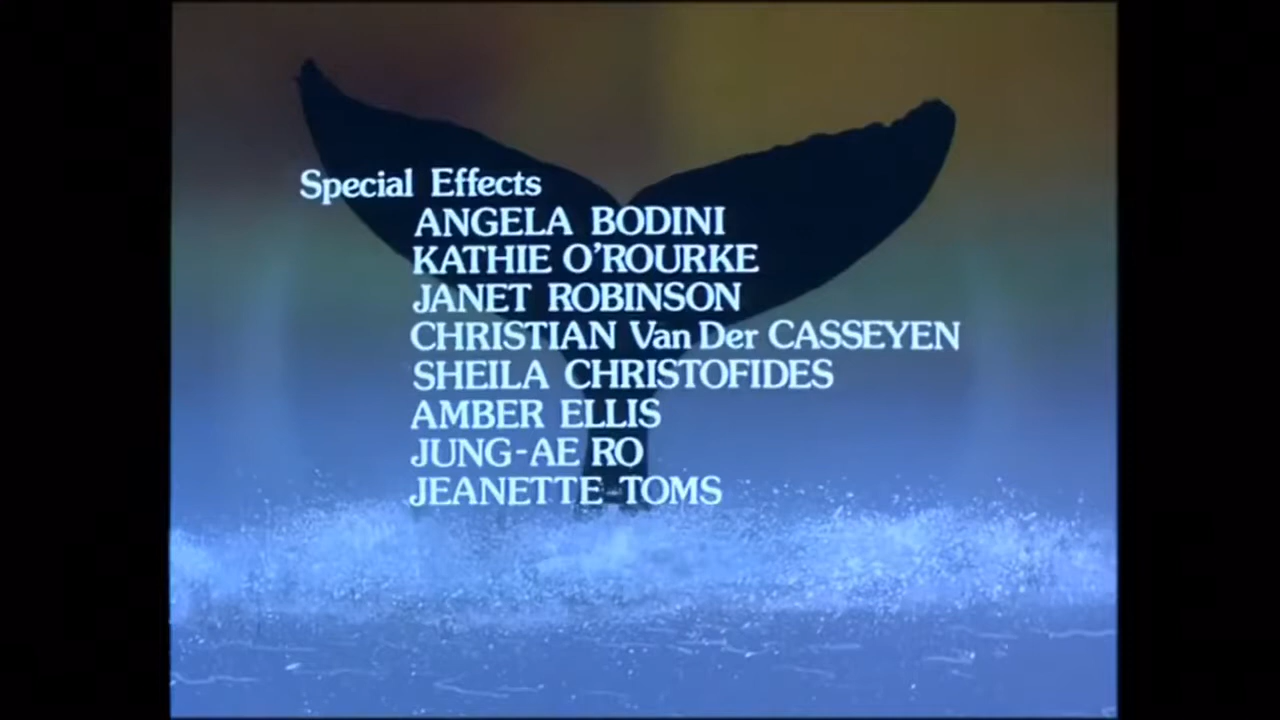 Special Effects
ANGELA BODINI
KATHIE O'ROURKE
JANET ROBINSON
CHRISTIAN Van Der CASSEYEN
SHEILA CHRISTOFIDES
AMBER ELLIS
JUNG-AE RO
JEANETTE TOMS